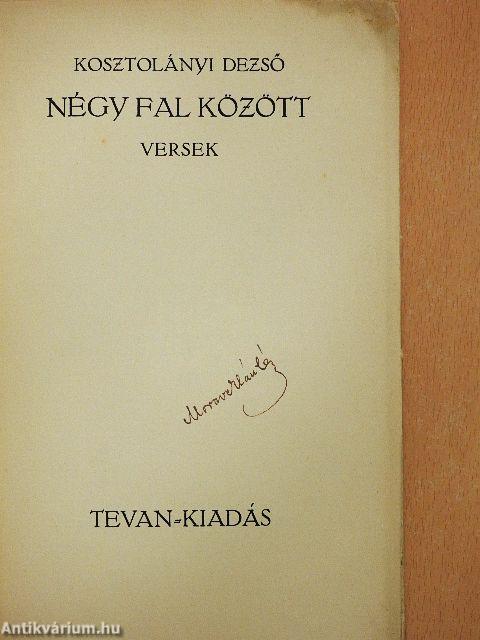 KOSZTOLÁNYI DEZSŐ
NÉGY FAL KÖZÖTT
VERSEK
TEVAN-KIADÁS
Antikvárium.hu